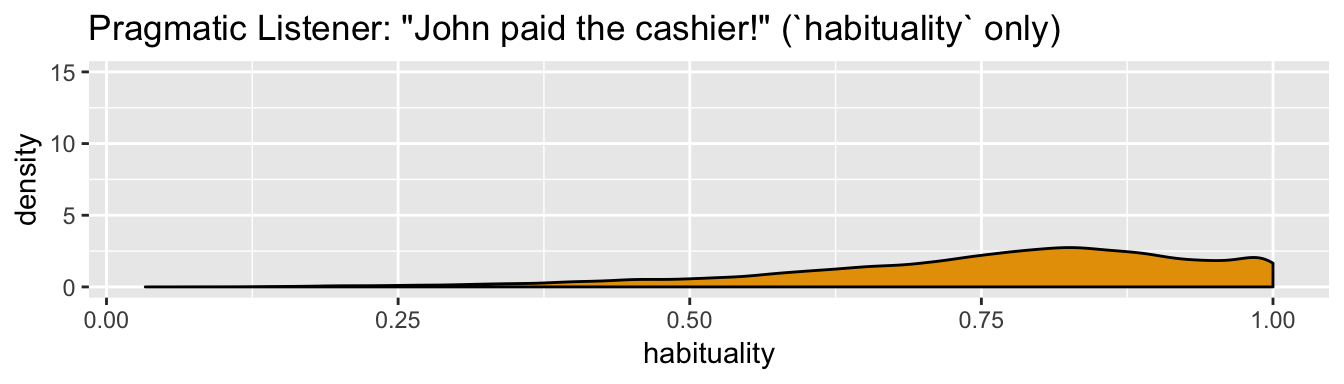 Pragmatic Listener: "John paid the cashier!" (`habituality` only)
15
10
5
0
density
0.00 0.25 0.50 0.75 1.00
habituality